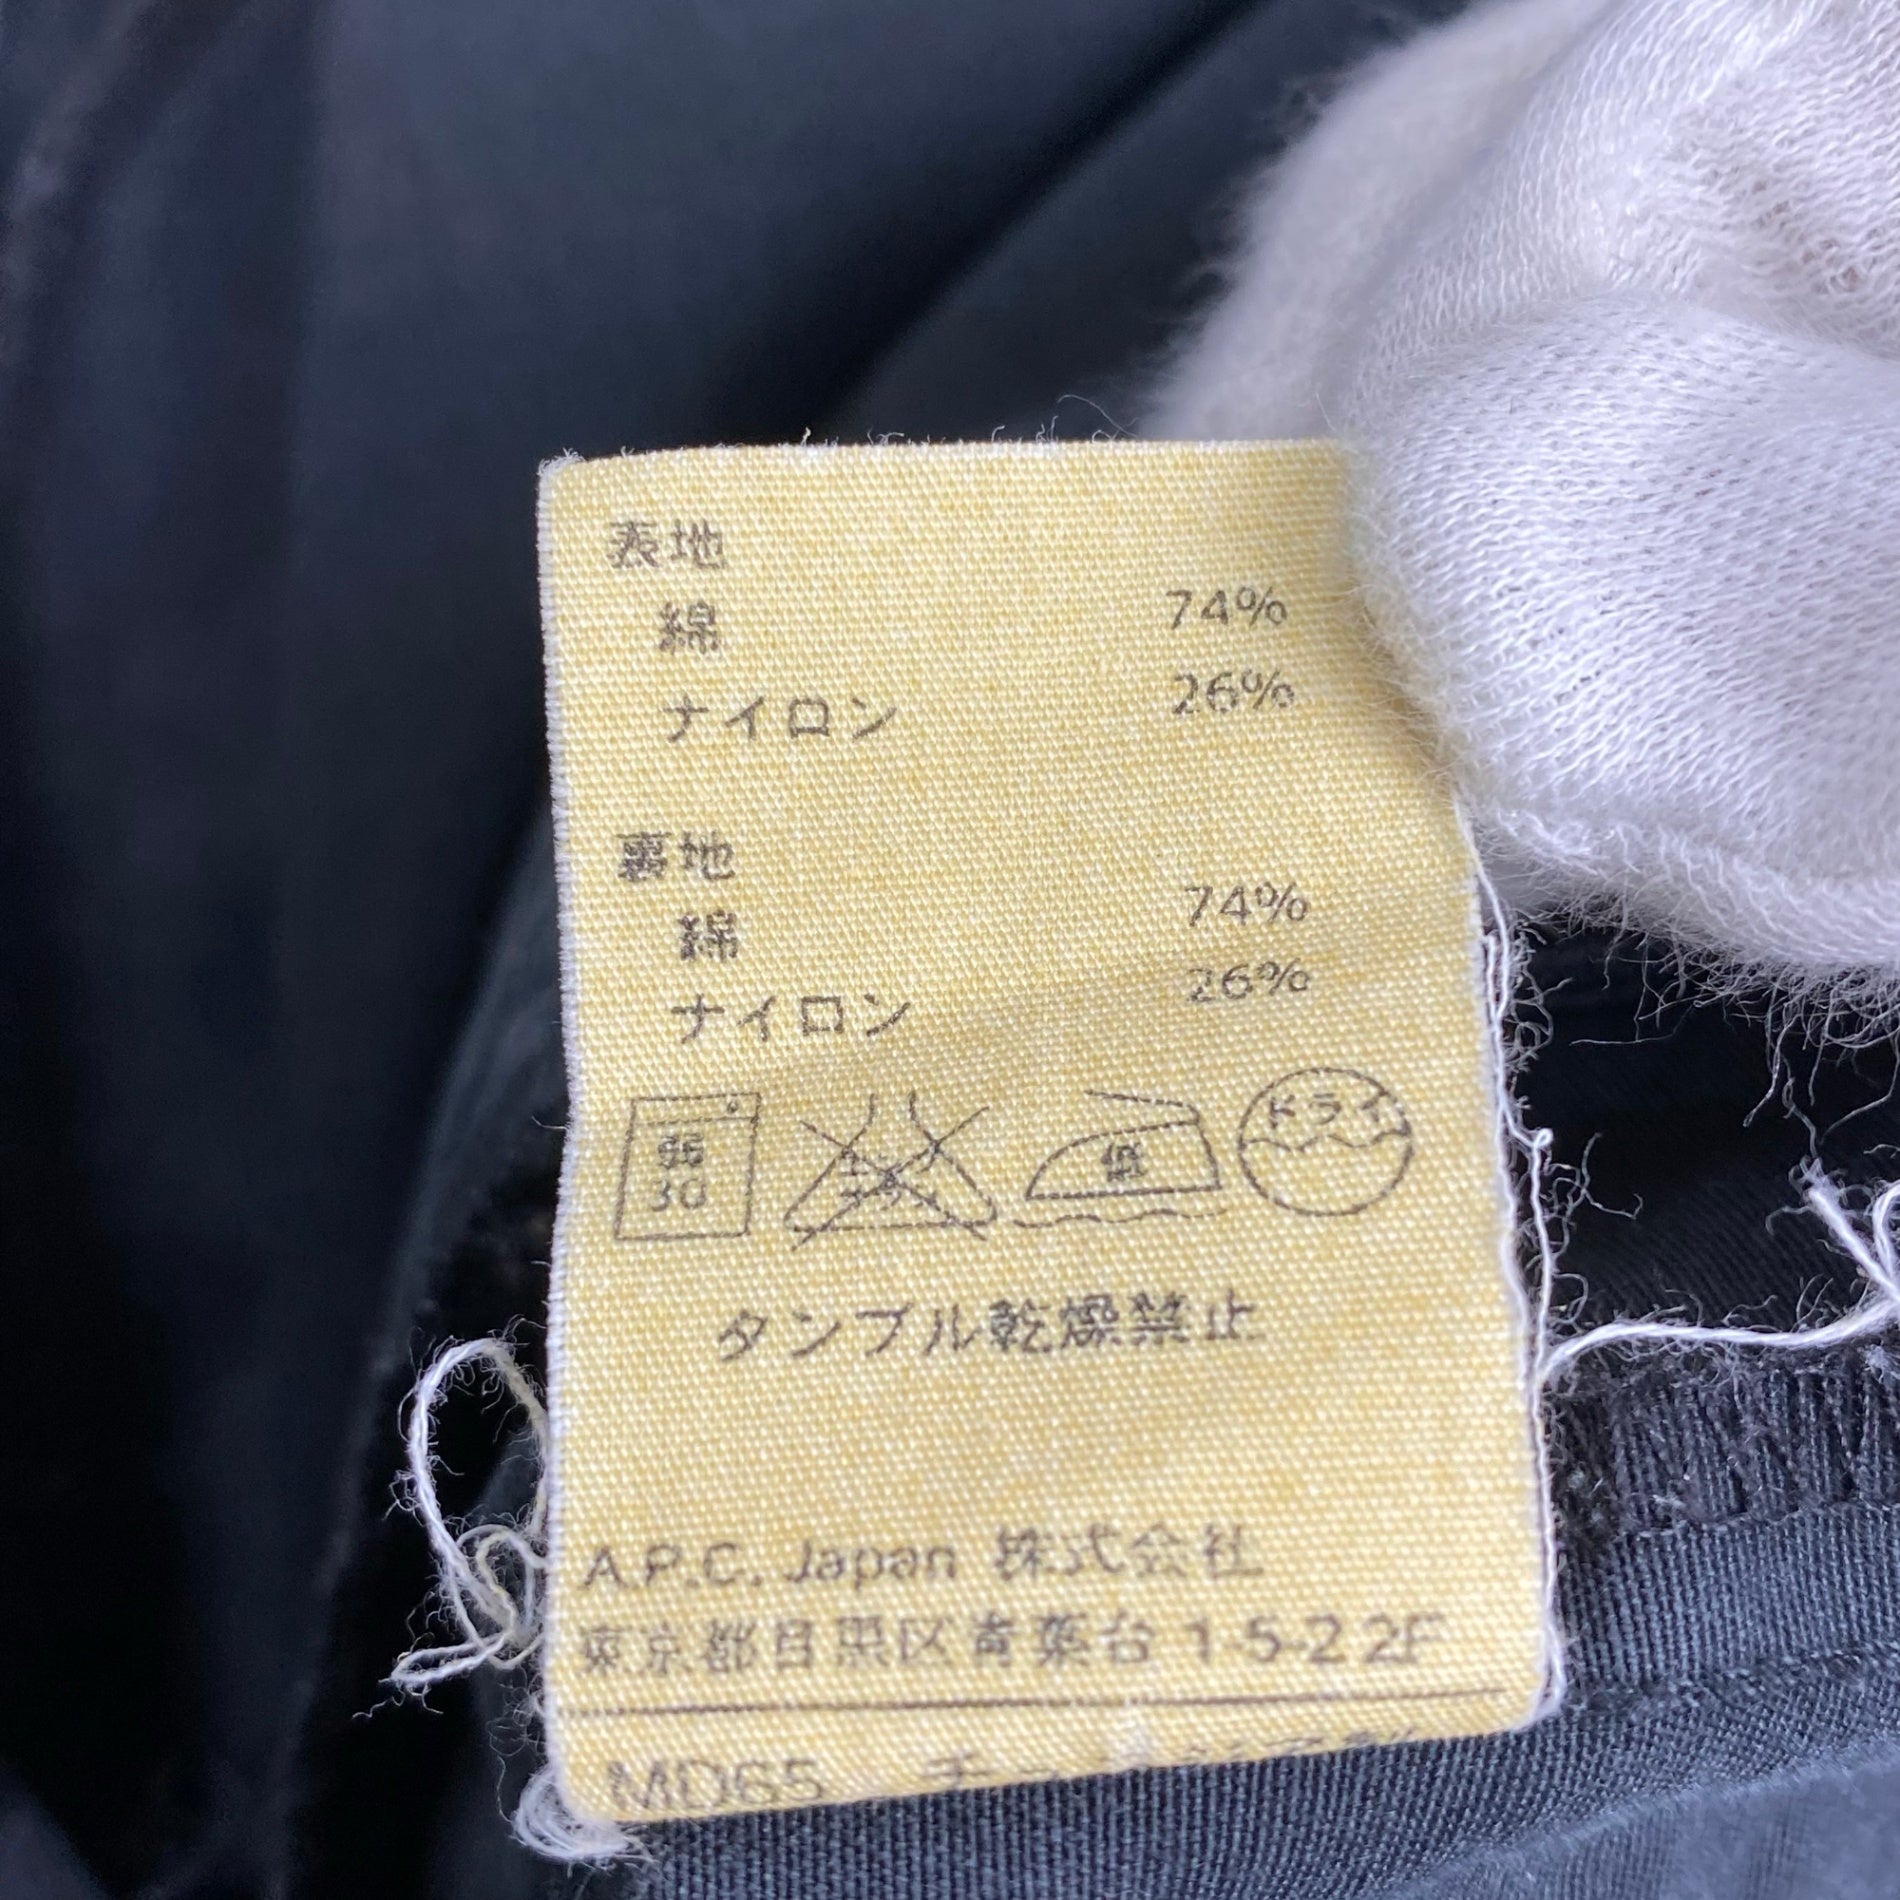 表地
綿 74%
ナイロン 26%
裏地
綿 74%
ナイロン 26%
弱
30
低
ドライ
タンブル乾燥禁止
A.P.C. Japan 株式会社
東京都目黒区青葉台1-5-2 2F
MD65